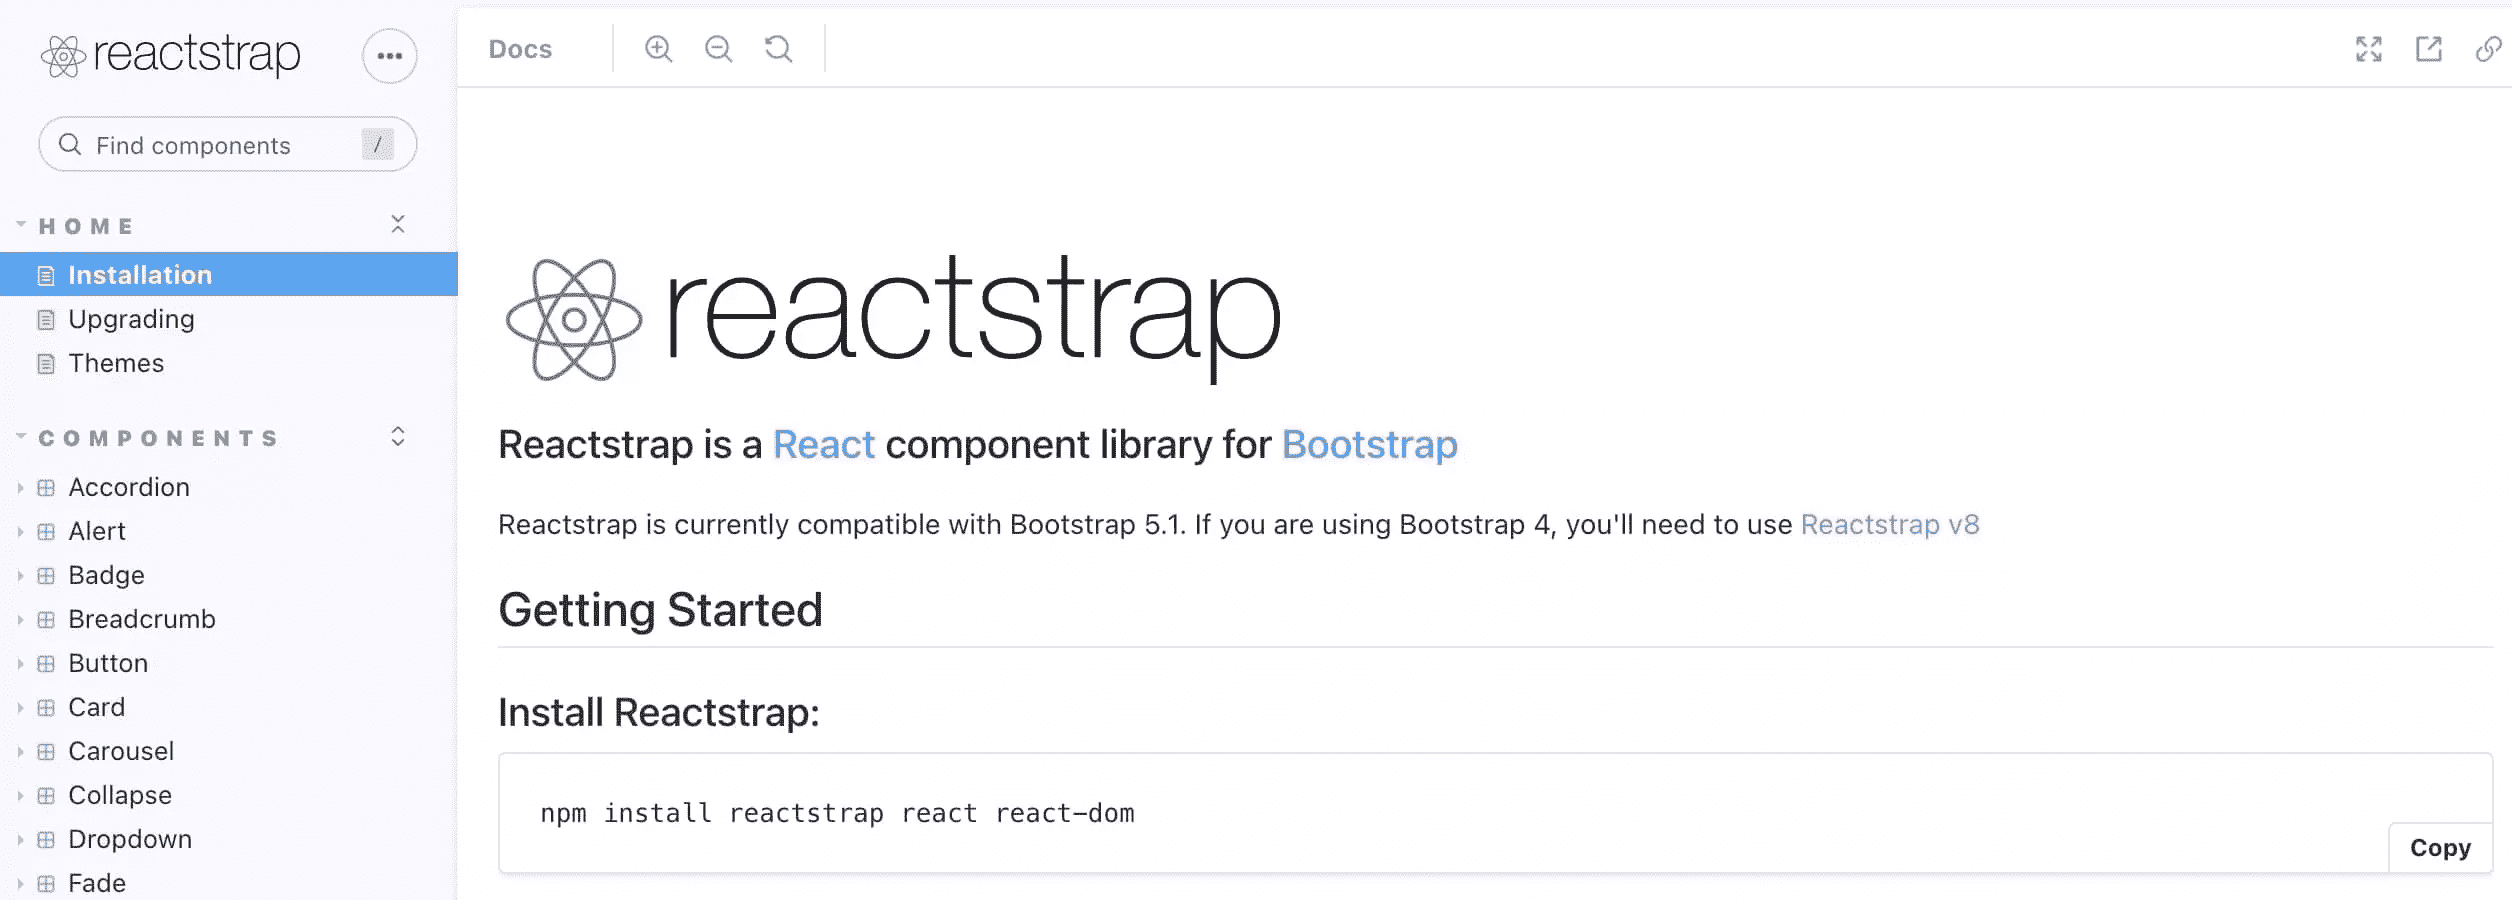 reactstrap
Find components /
HOME
Installation
Upgrading
Themes
COMPONENTS
Accordion
Alert
Badge
Breadcrumb
Button
Card
Carousel
Collapse
Dropdown
Fade
Docs
reactstrap
Reactstrap is a React component library for Bootstrap
Reactstrap is currently compatible with Bootstrap 5.1. If you are using Bootstrap 4, you'll need to use Reactstrap v8
Getting Started
Install Reactstrap:
npm install reactstrap react react-dom
Copy